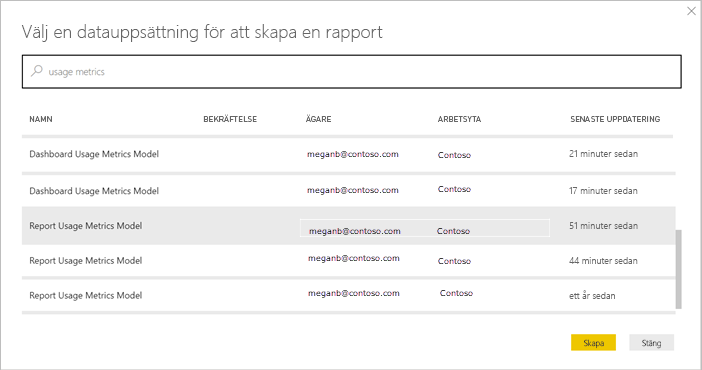 Välj en datauppsättning för att skapa en rapport
usage metrics
NAMN BEKRÄFTELSE ÄGARE ARBETSYTA SENASTE UPPDATERING
Dashboard Usage Metrics Model meganb@contoso.com Contoso 21 minuter sedan
Dashboard Usage Metrics Model meganb@contoso.com Contoso 17 minuter sedan
Report Usage Metrics Model meganb@contoso.com Contoso 51 minuter sedan
Report Usage Metrics Model meganb@contoso.com Contoso 44 minuter sedan
Report Usage Metrics Model meganb@contoso.com Contoso ett år sedan
Skapa Stäng